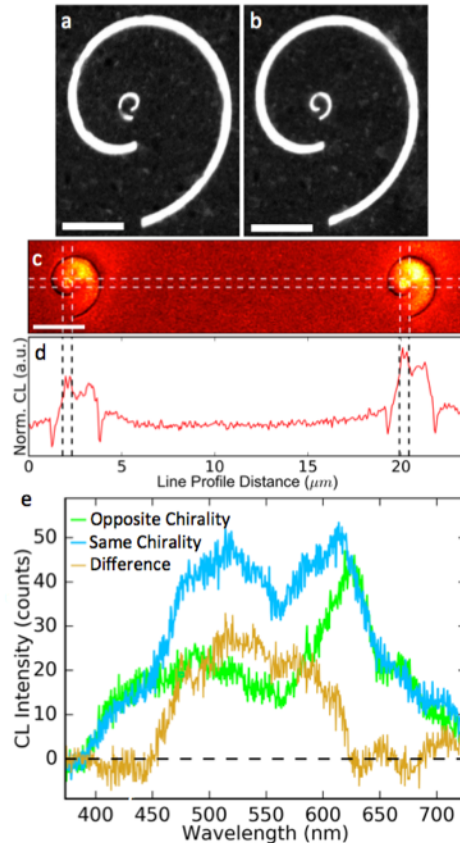 a
b
c
d
Norm. CL (a.u.)
0
5
10
15
20
Line Profile Distance (μm)
e
Opposite Chirality
Same Chirality
Difference
CL Intensity (counts)
50
40
30
20
10
0
400
450
500
550
600
650
700
Wavelength (nm)